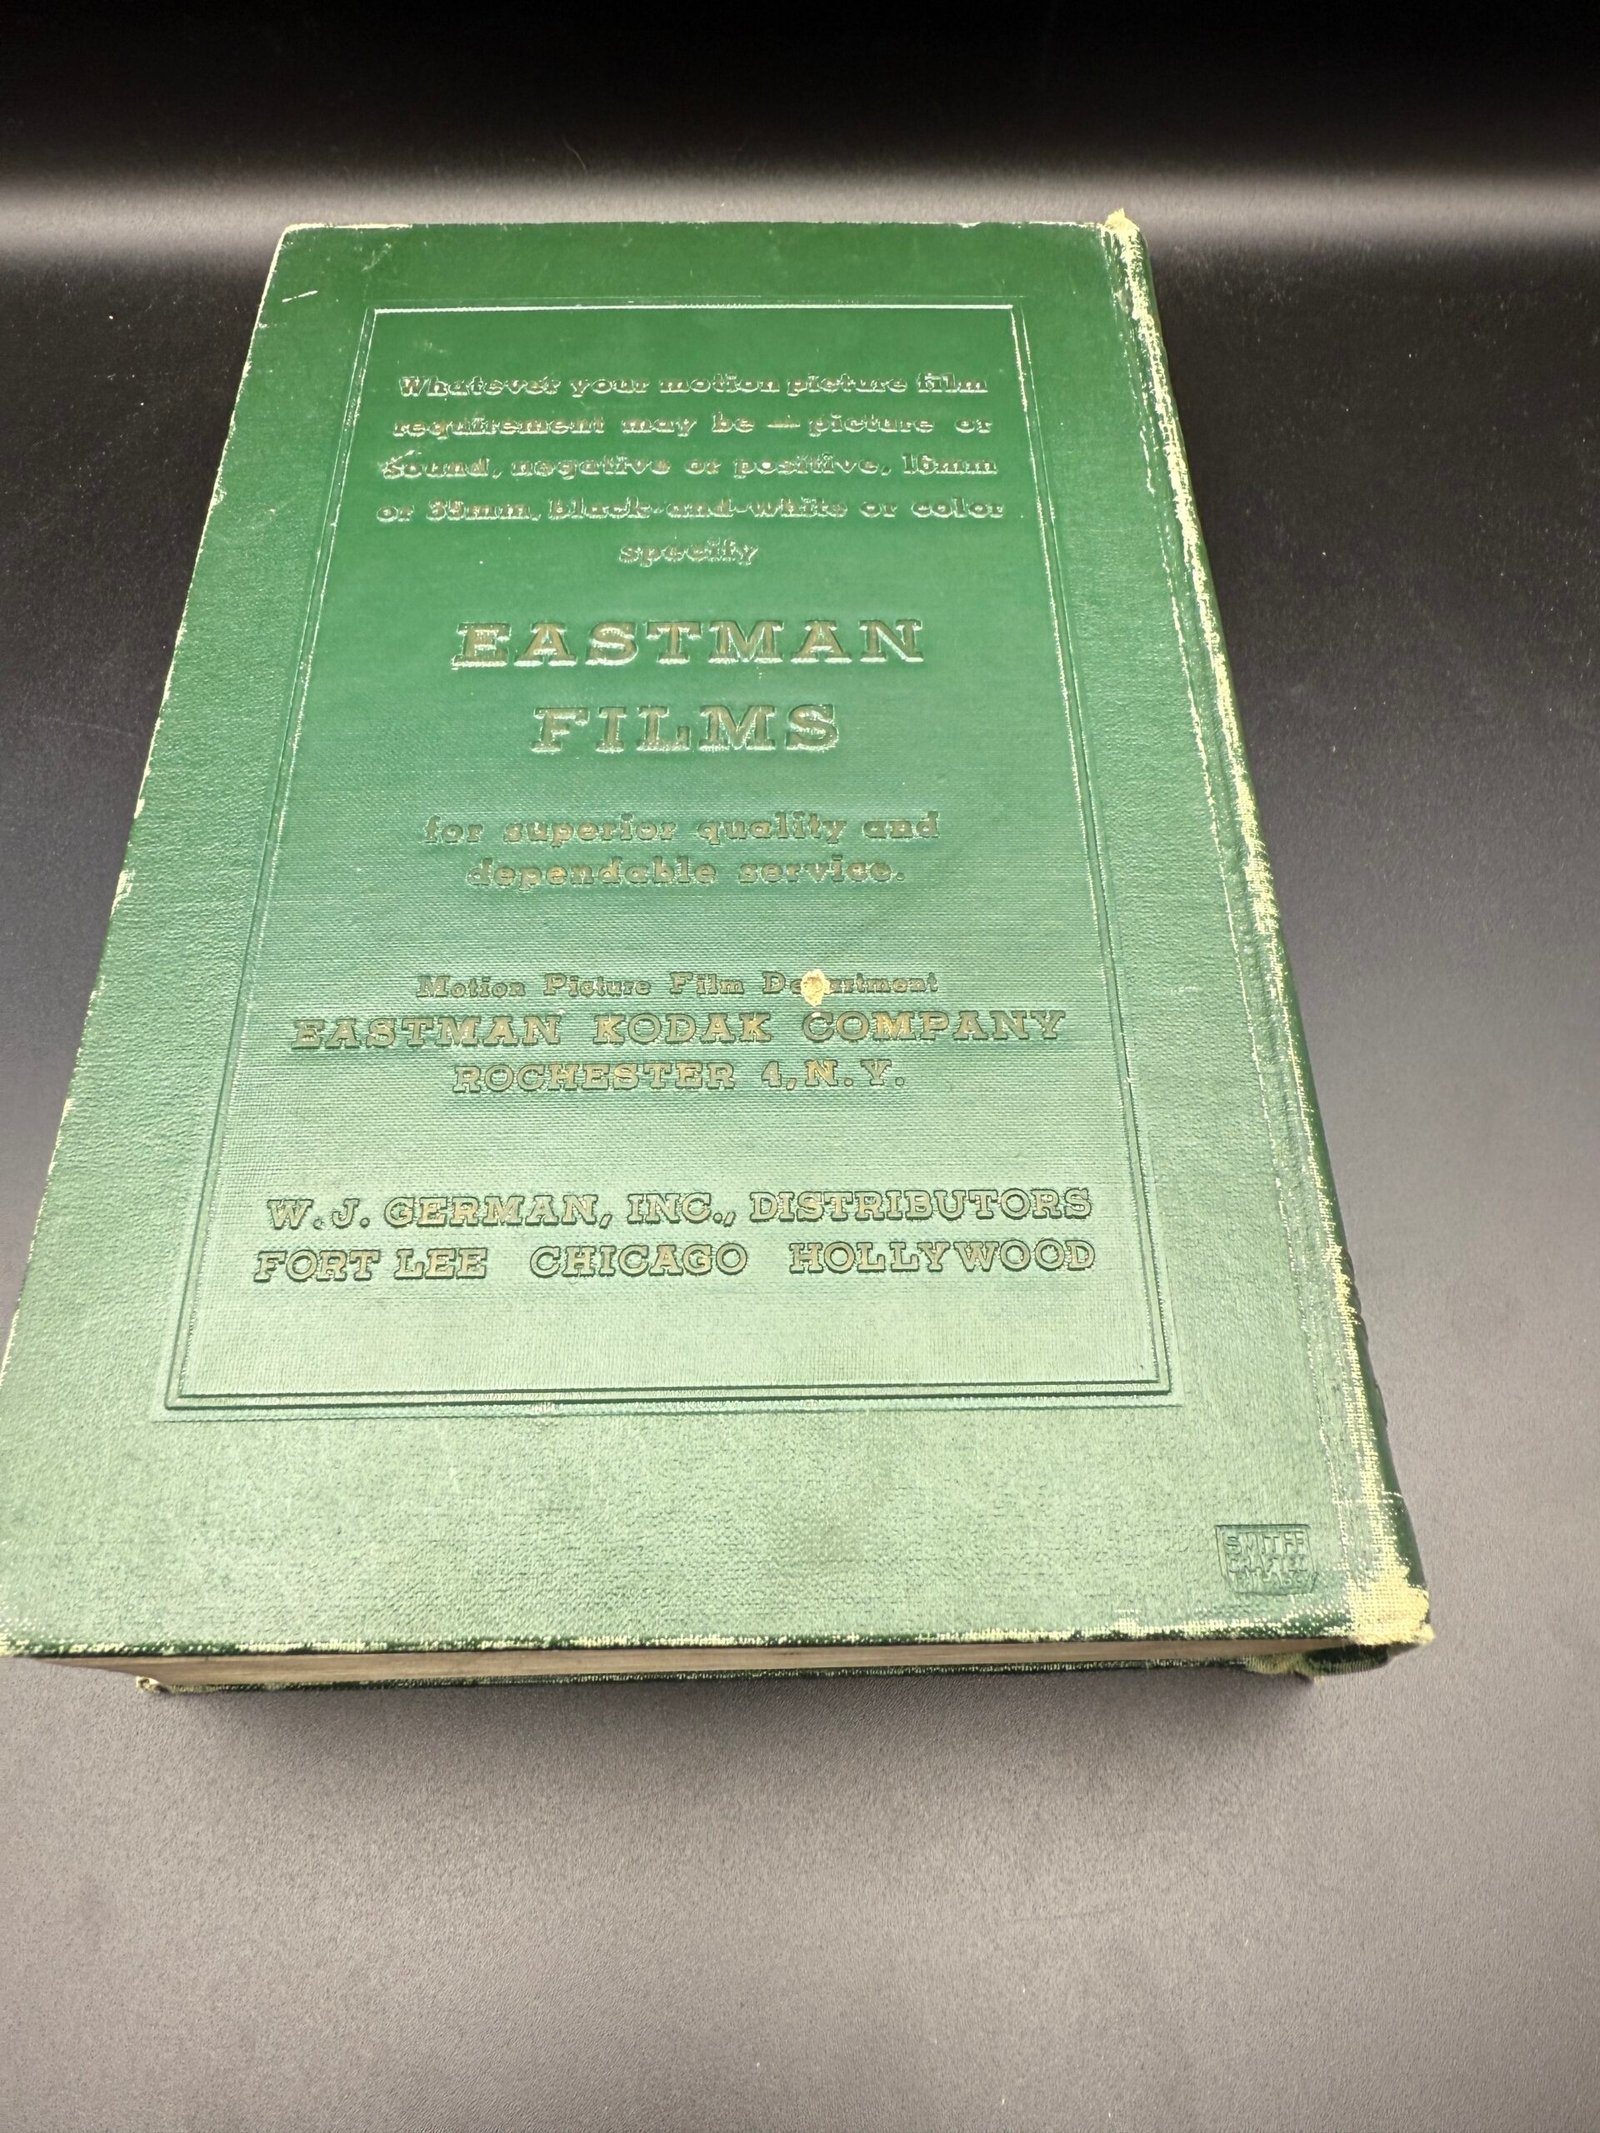 Whatever your motion picture film
requirement may be — picture or
sound, negative or positive, 16mm
or 35mm, black-and-white or color
specify
EASTMAN
FILMS
for superior quality and
dependable service.
Motion Picture Film Department
EASTMAN KODAK COMPANY
ROCHESTER 4, N.Y.
W. J. GERMAN, INC., DISTRIBUTORS
FORT LEE CHICAGO HOLLYWOOD